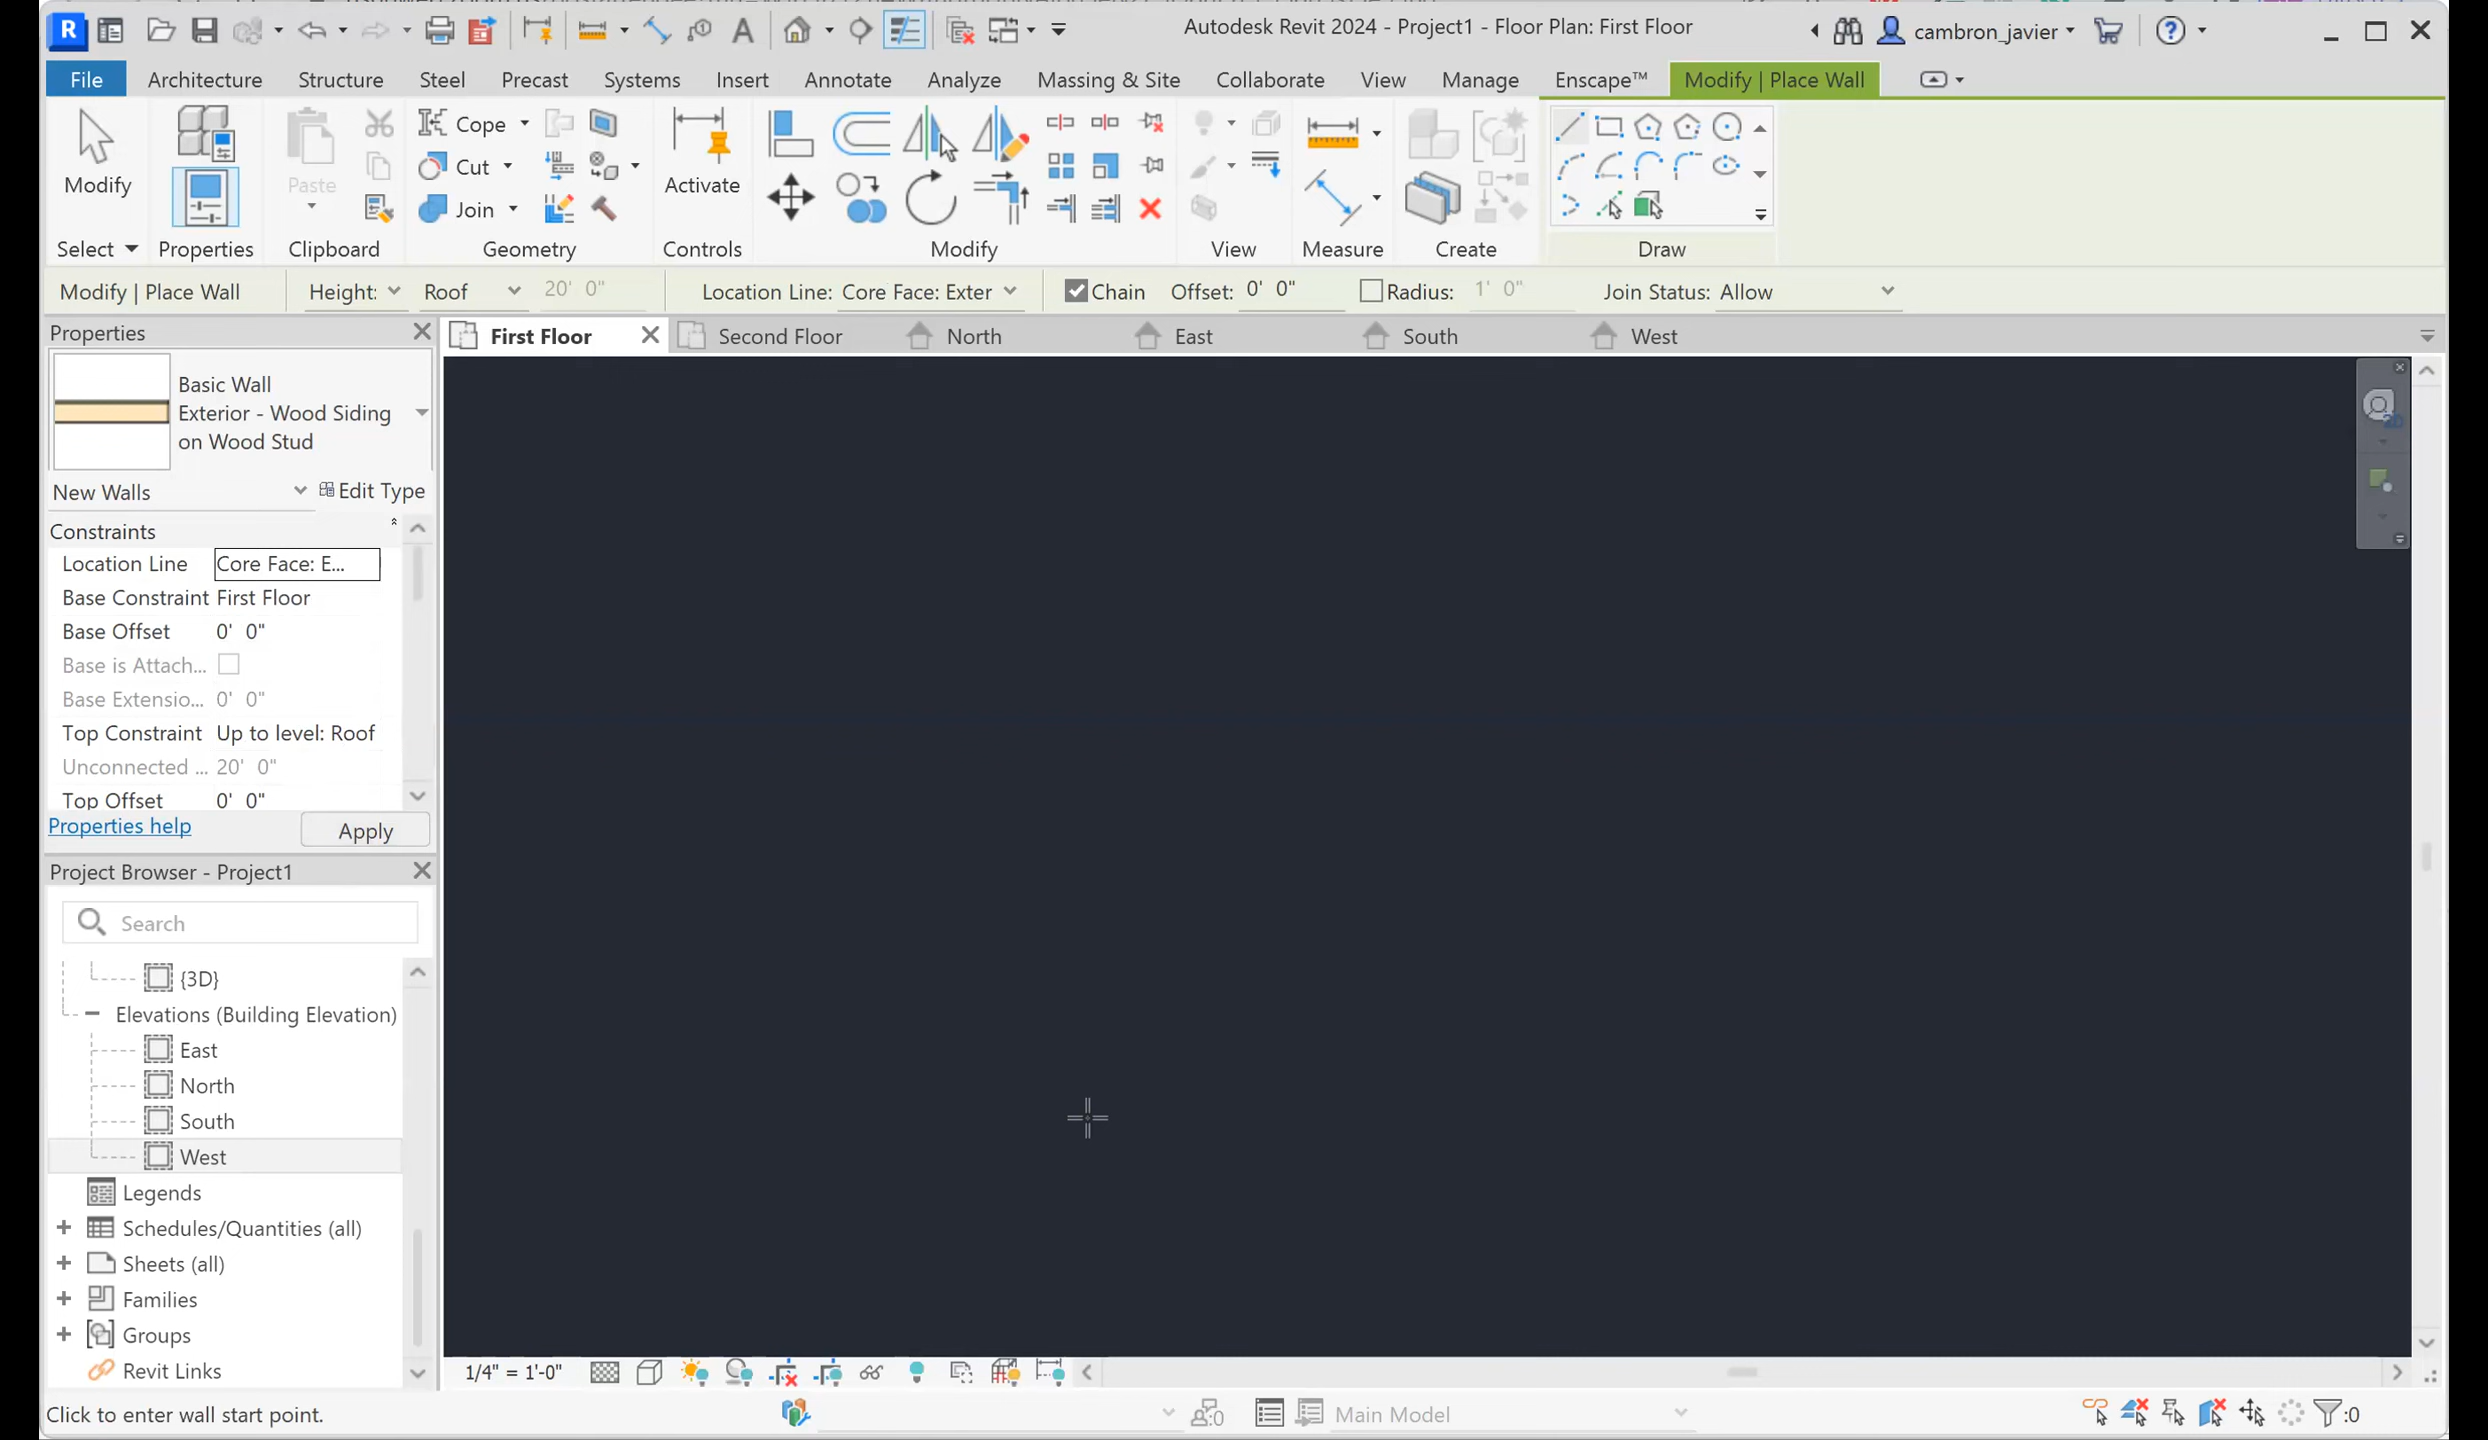 Autodesk Revit 2024 - Project1 - Floor Plan: First Floor
cambron_javier
File Architecture Structure Steel Precast Systems Insert Annotate Analyze Massing & Site Collaborate View Manage Enscape™ Modify | Place Wall
Modify
Paste
Cope
Cut
Join
Activate
Select Properties Clipboard Geometry Controls Modify View Measure Create Draw
Modify | Place Wall Height: Roof 20' 0" Location Line: Core Face: Exter Chain Offset: 0' 0" Radius: 1' 0" Join Status: Allow
Properties
First Floor Second Floor North East South West
Basic Wall
Exterior - Wood Siding
on Wood Stud
New Walls Edit Type
Constraints
Location Line Core Face: E...
Base Constraint First Floor
Base Offset 0' 0"
Base is Attach...
Base Extensio... 0' 0"
Top Constraint Up to level: Roof
Unconnected ... 20' 0"
Top Offset 0' 0"
Properties help Apply
Project Browser - Project1
Search
{3D}
Elevations (Building Elevation)
East
North
South
West
Legends
Schedules/Quantities (all)
Sheets (all)
Families
Groups
Revit Links
1/4" = 1'-0"
Click to enter wall start point.
:0
Main Model
:0